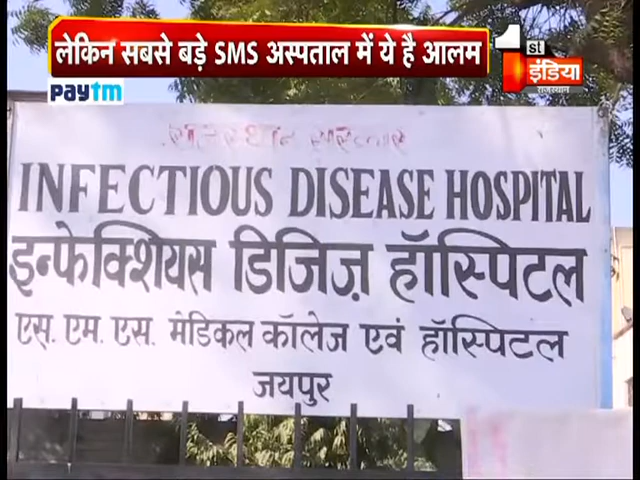 लेकिन सबसे बड़े SMS अस्पताल में ये है आलम
1st
इंडिया
राजस्थान
Paytm
राजस्थान सरकार
INFECTIOUS DISEASE HOSPITAL
इन्फेक्शियस डिजिज़ हॉस्पिटल
एस. एम. एस. मेडिकल कॉलेज एवं हॉस्पिटल
जयपुर